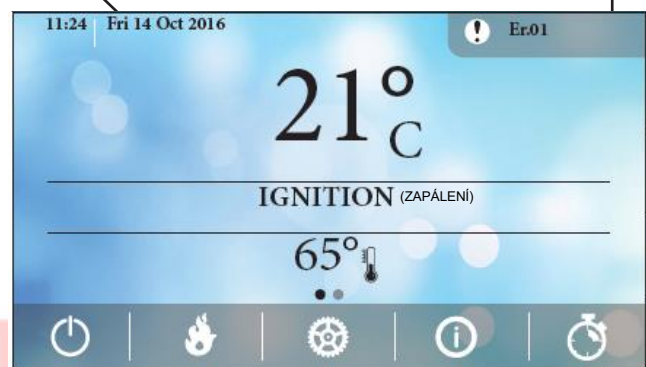 11:24 Fri 14 Oct 2016
Er.01
21°C
IGNITION (ZAPÁLENÍ)
65°